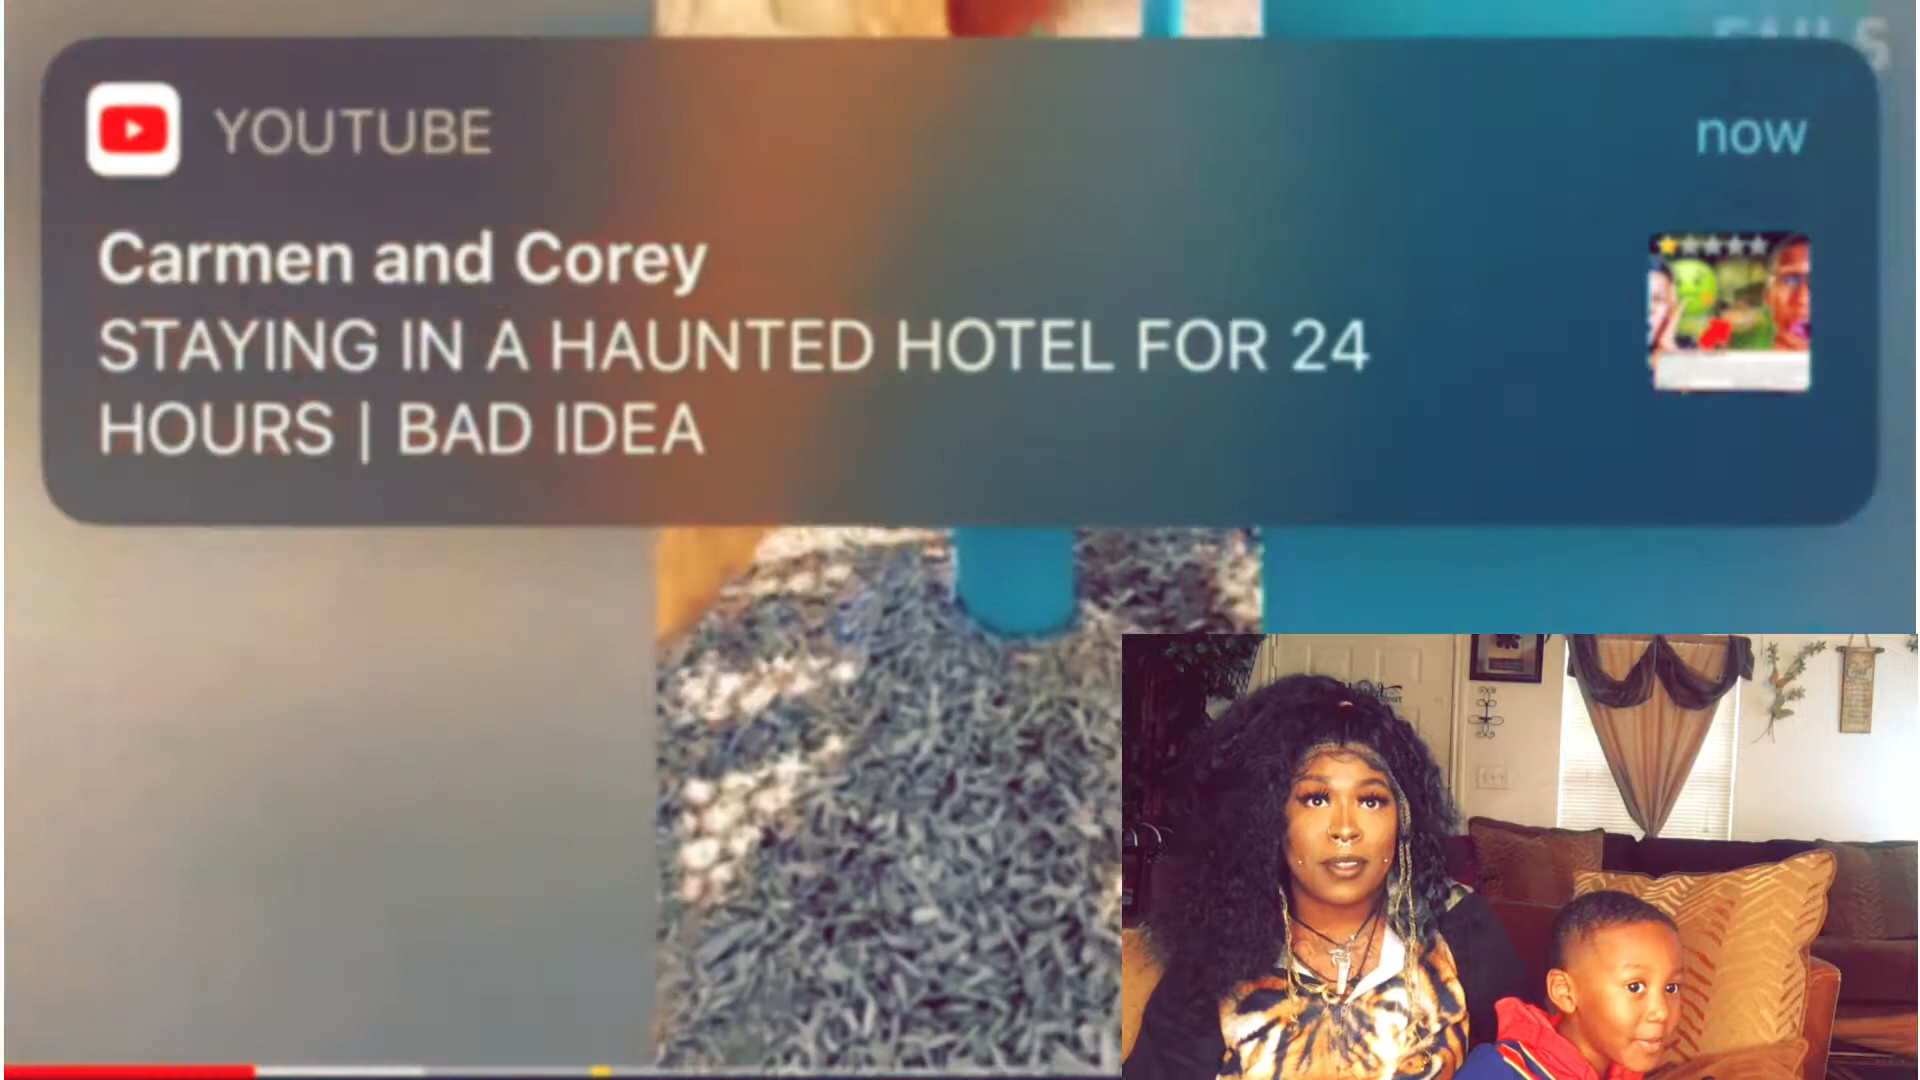 YOUTUBE
now
Carmen and Corey
STAYING IN A HAUNTED HOTEL FOR 24
HOURS | BAD IDEA